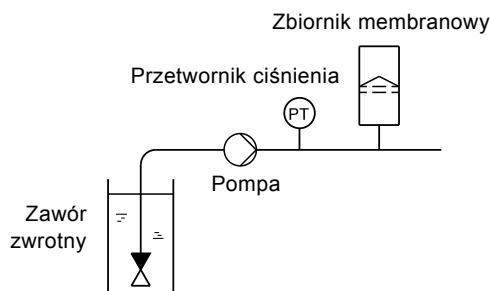 Zbiornik membranowy
Przetwornik ciśnienia
PT
Pompa
Zawór
zwrotny